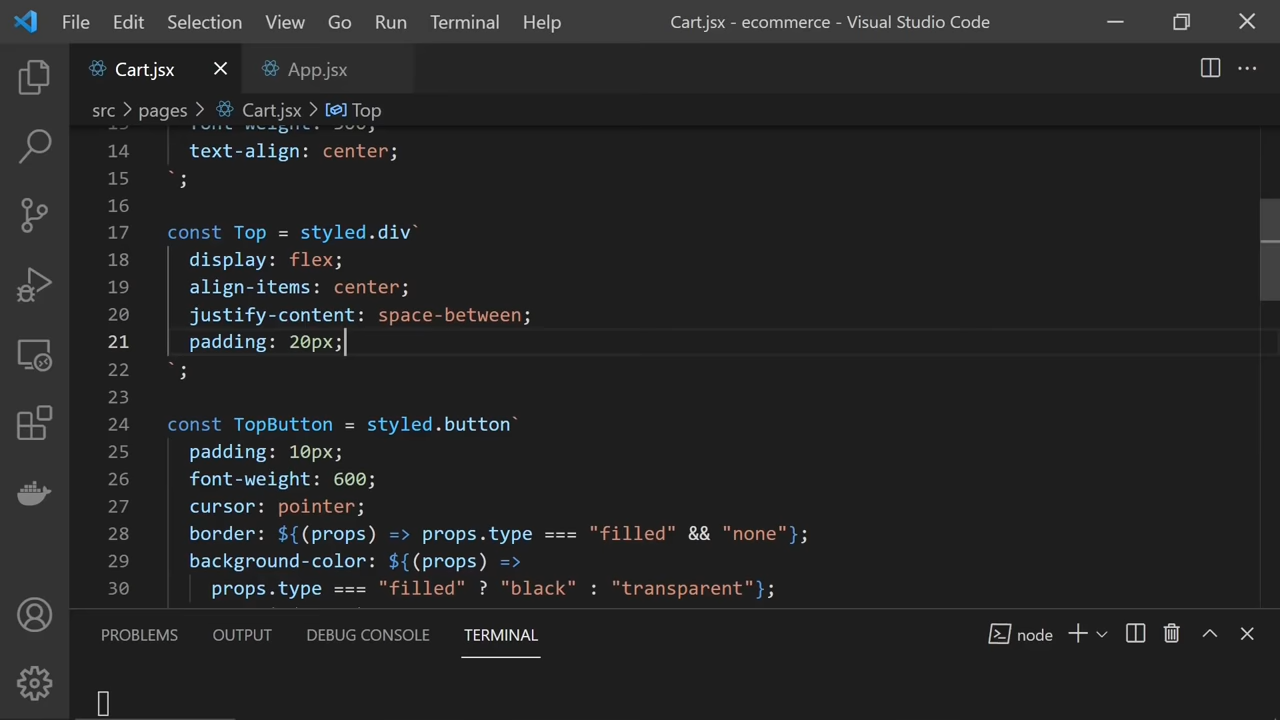 File Edit Selection View Go Run Terminal Help Cart.jsx - ecommerce - Visual Studio Code
Cart.jsx App.jsx
src > pages > Cart.jsx > Top
14 text-align: center;
15 `;
16
17 const Top = styled.div`
18 display: flex;
19 align-items: center;
20 justify-content: space-between;
21 padding: 20px;
22 `;
23
24 const TopButton = styled.button`
25 padding: 10px;
26 font-weight: 600;
27 cursor: pointer;
28 border: ${(props) => props.type === "filled" && "none"};
29 background-color: ${(props) =>
30 props.type === "filled" ? "black" : "transparent"};
PROBLEMS OUTPUT DEBUG CONSOLE TERMINAL node